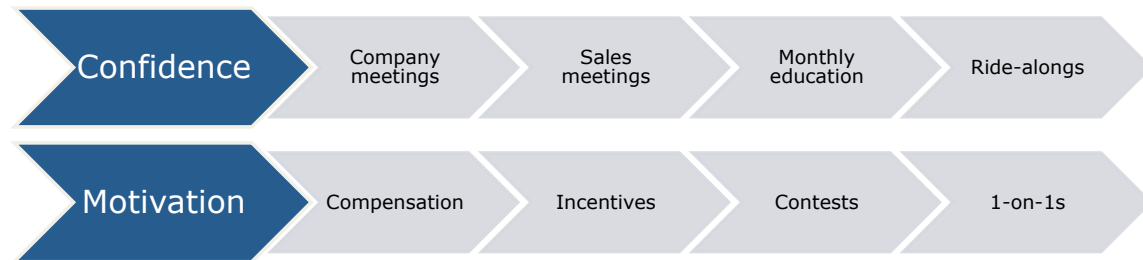 Confidence
Company
meetings
Sales
meetings
Monthly
education
Ride-alongs
Motivation
Compensation
Incentives
Contests
1-on-1s